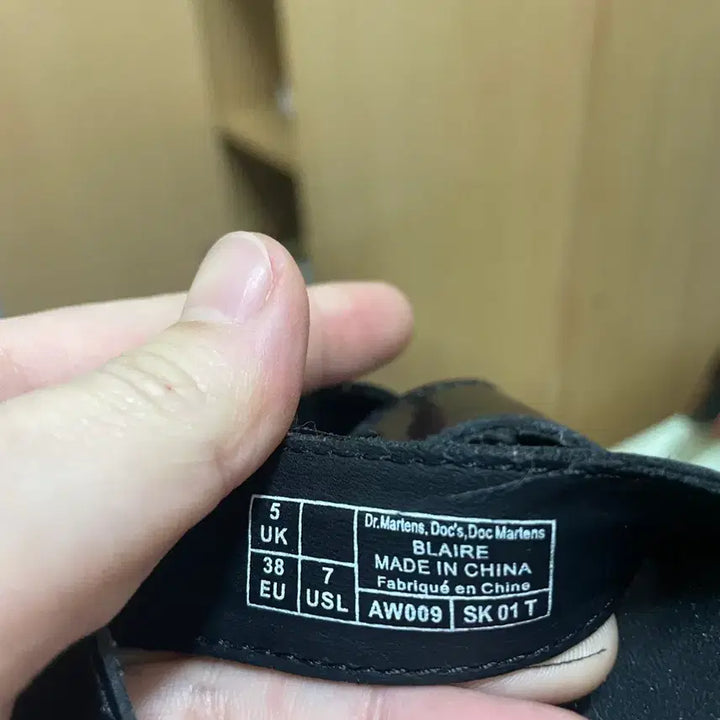 5
UK
38
EU
7
USL
Dr.Martens, Doc's, Doc Martens
BLAIRE
MADE IN CHINA
Fabriqué en Chine
AW009
SK 01 T